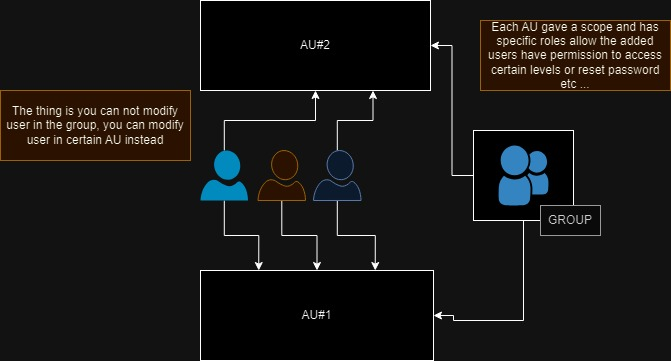 AU#2
Each AU gave a scope and has
specific roles allow the added
users have permission to access
certain levels or reset password
etc ...
The thing is you can not modify
user in the group, you can modify
user in certain AU instead
GROUP
AU#1